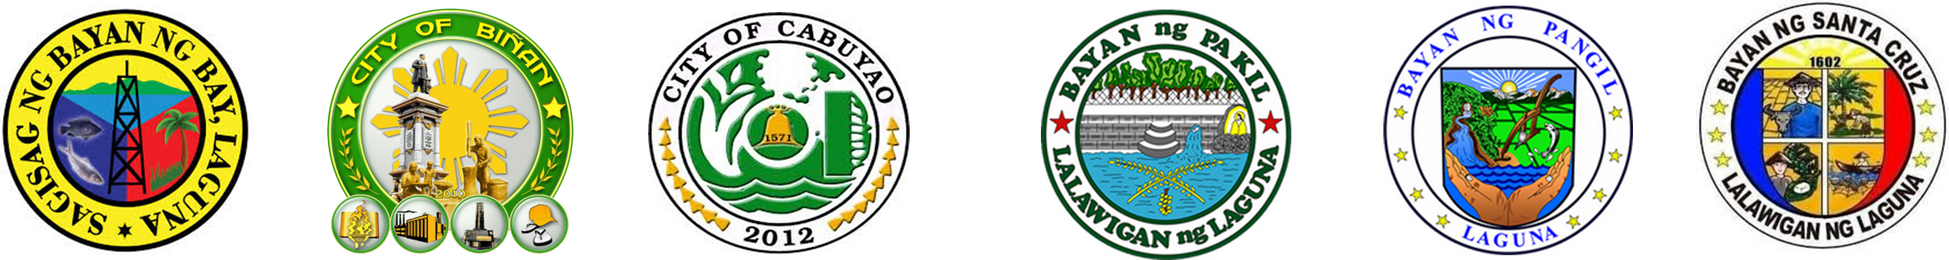 SAGISAG NG BAYAN NG BAY, LAGUNA
CITY OF BIÑAN
2010
CITY OF CABUYAO
1571
2012
BAYAN ng PAKIL
LALAWIGAN ng LAGUNA
BAYAN NG PANGIL
LAGUNA
BAYAN NG SANTA CRUZ
1602
LALAWIGAN NG LAGUNA